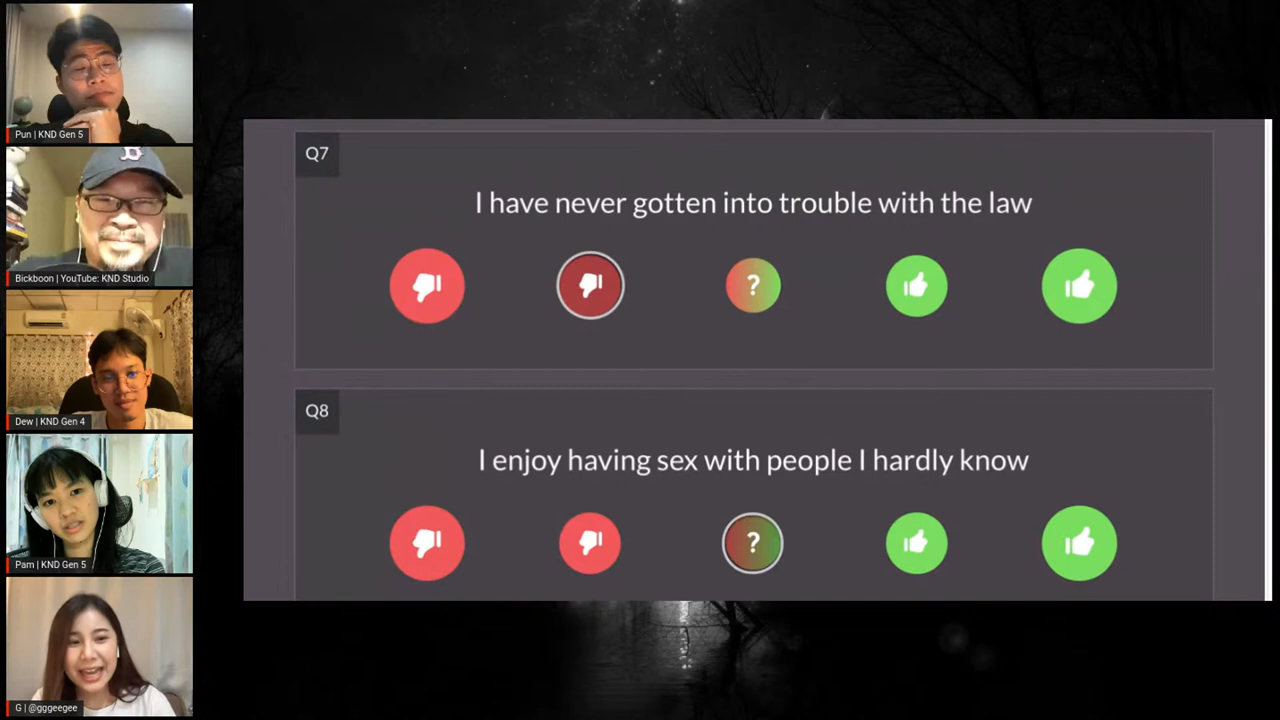 Pun | KND Gen 5
B
Bickboon | YouTube: KND Studio
Dew | KND Gen 4
Pam | KND Gen 5
G | @gggeegee
Q7
I have never gotten into trouble with the law
?
Q8
I enjoy having sex with people I hardly know
?